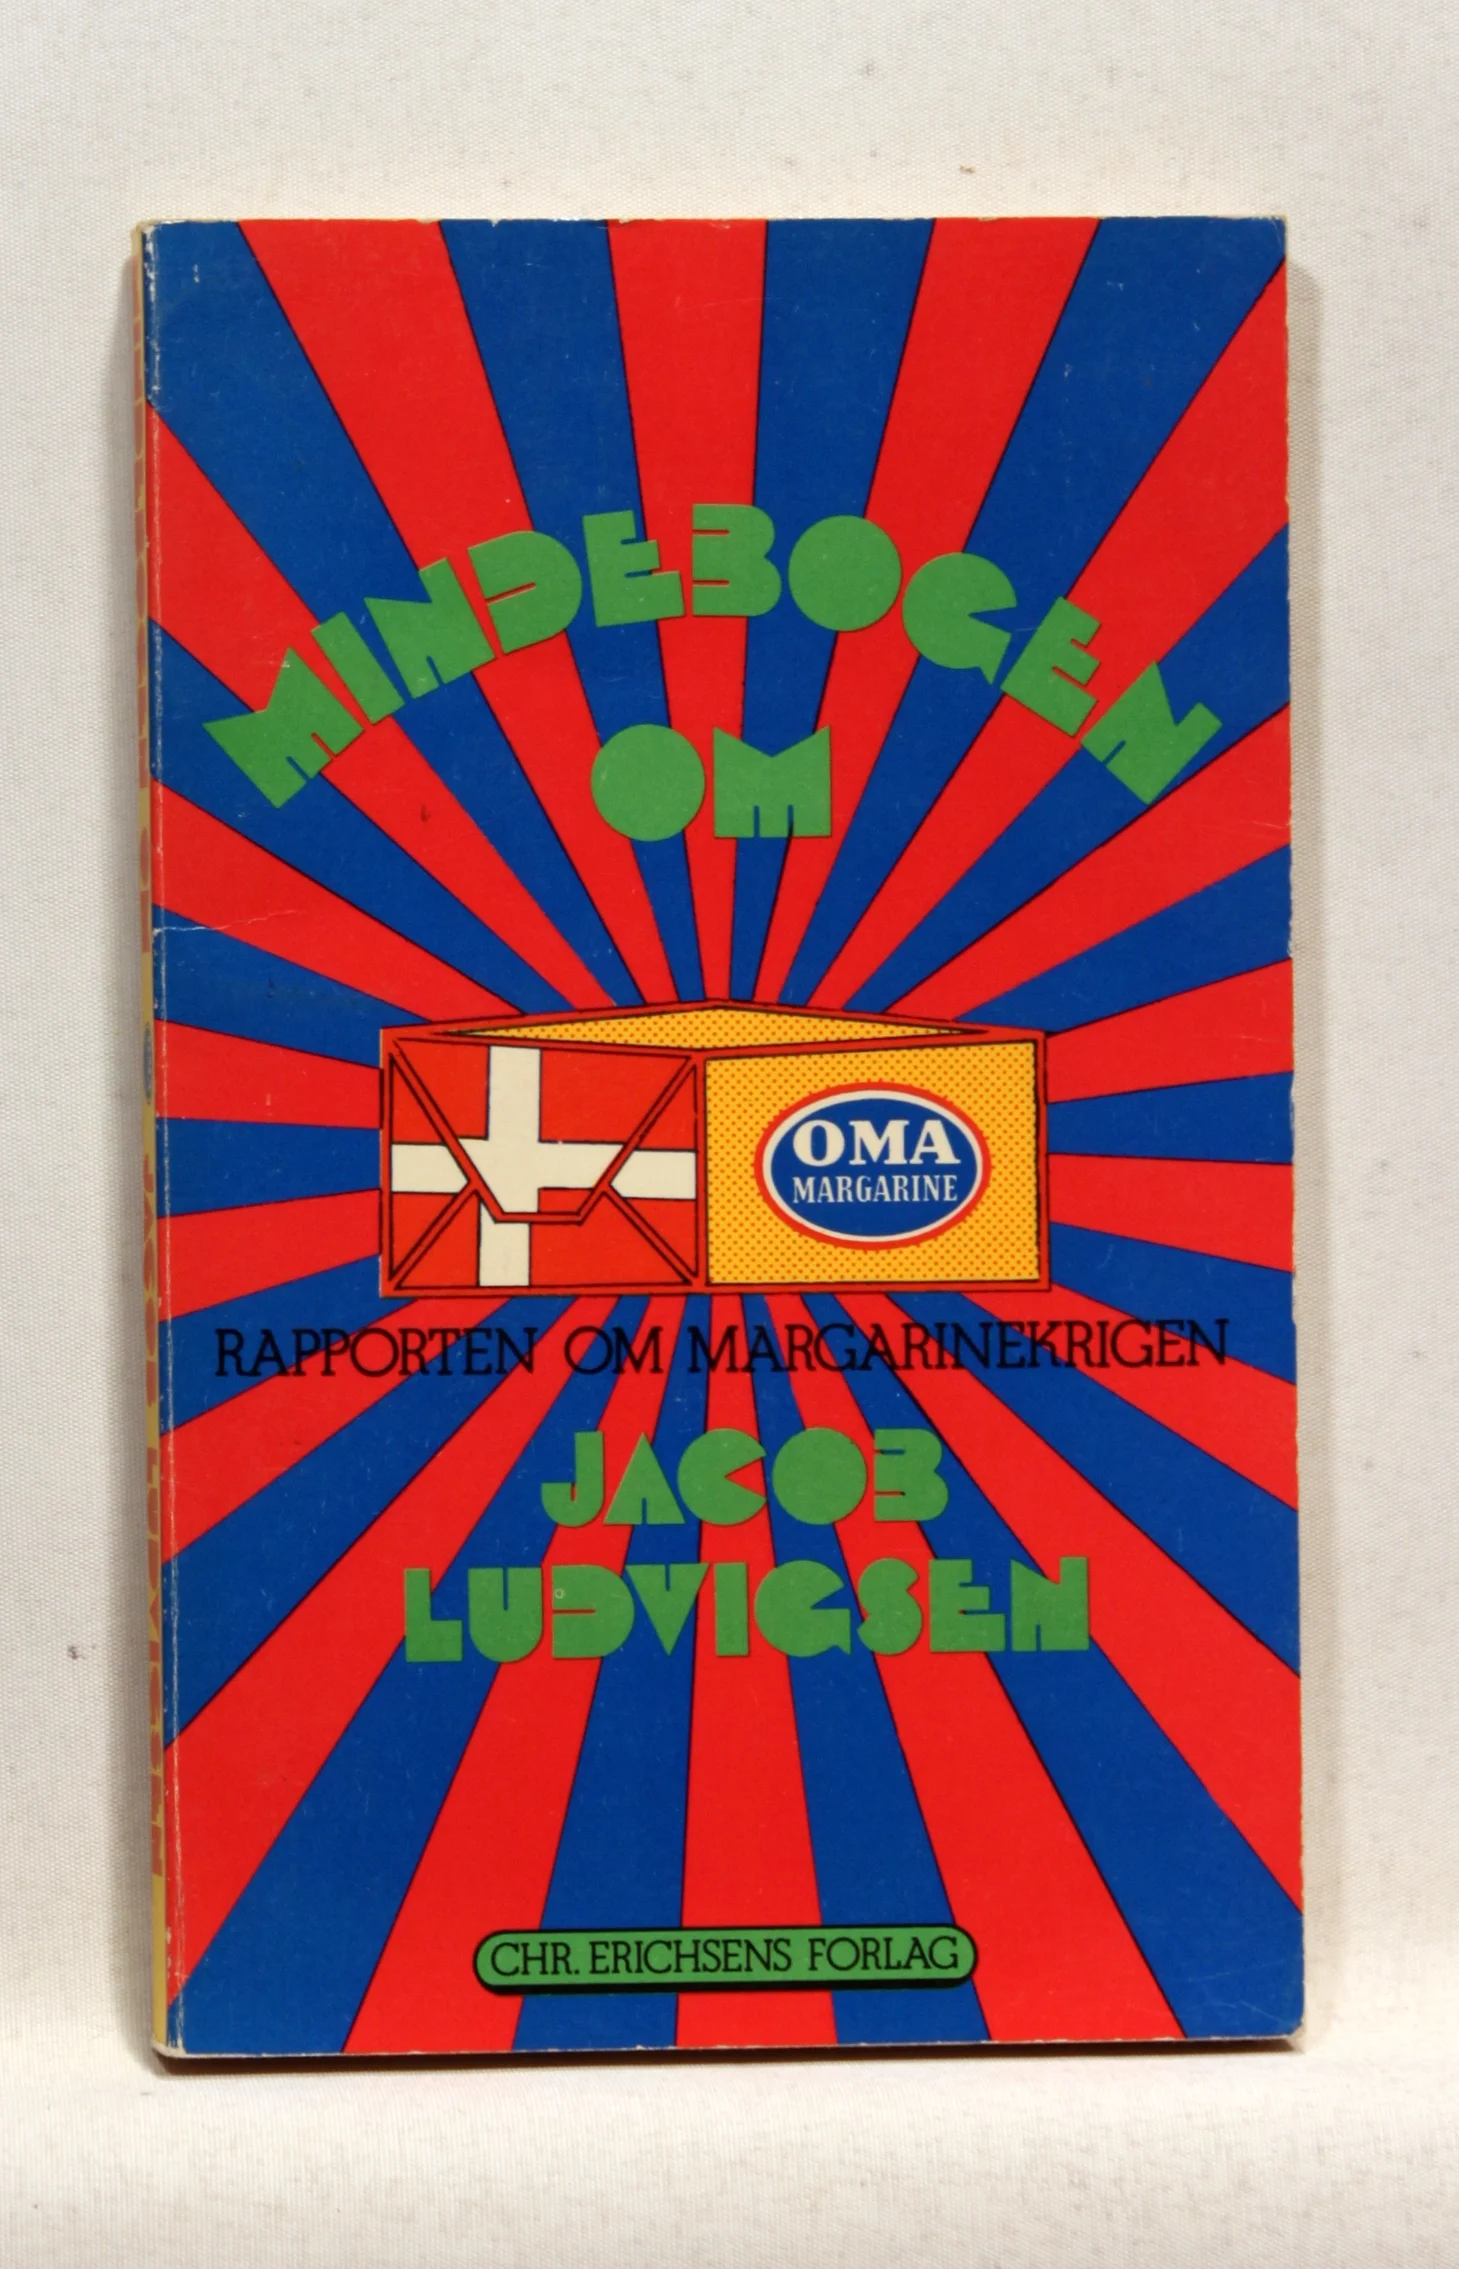 MINDEBOGEN
OM
OMA
MARGARINE
RAPPORTEN OM MARGARINEKRIGEN
JACOB
LUDVIGSEN
CHR. ERICHSENS FORLAG